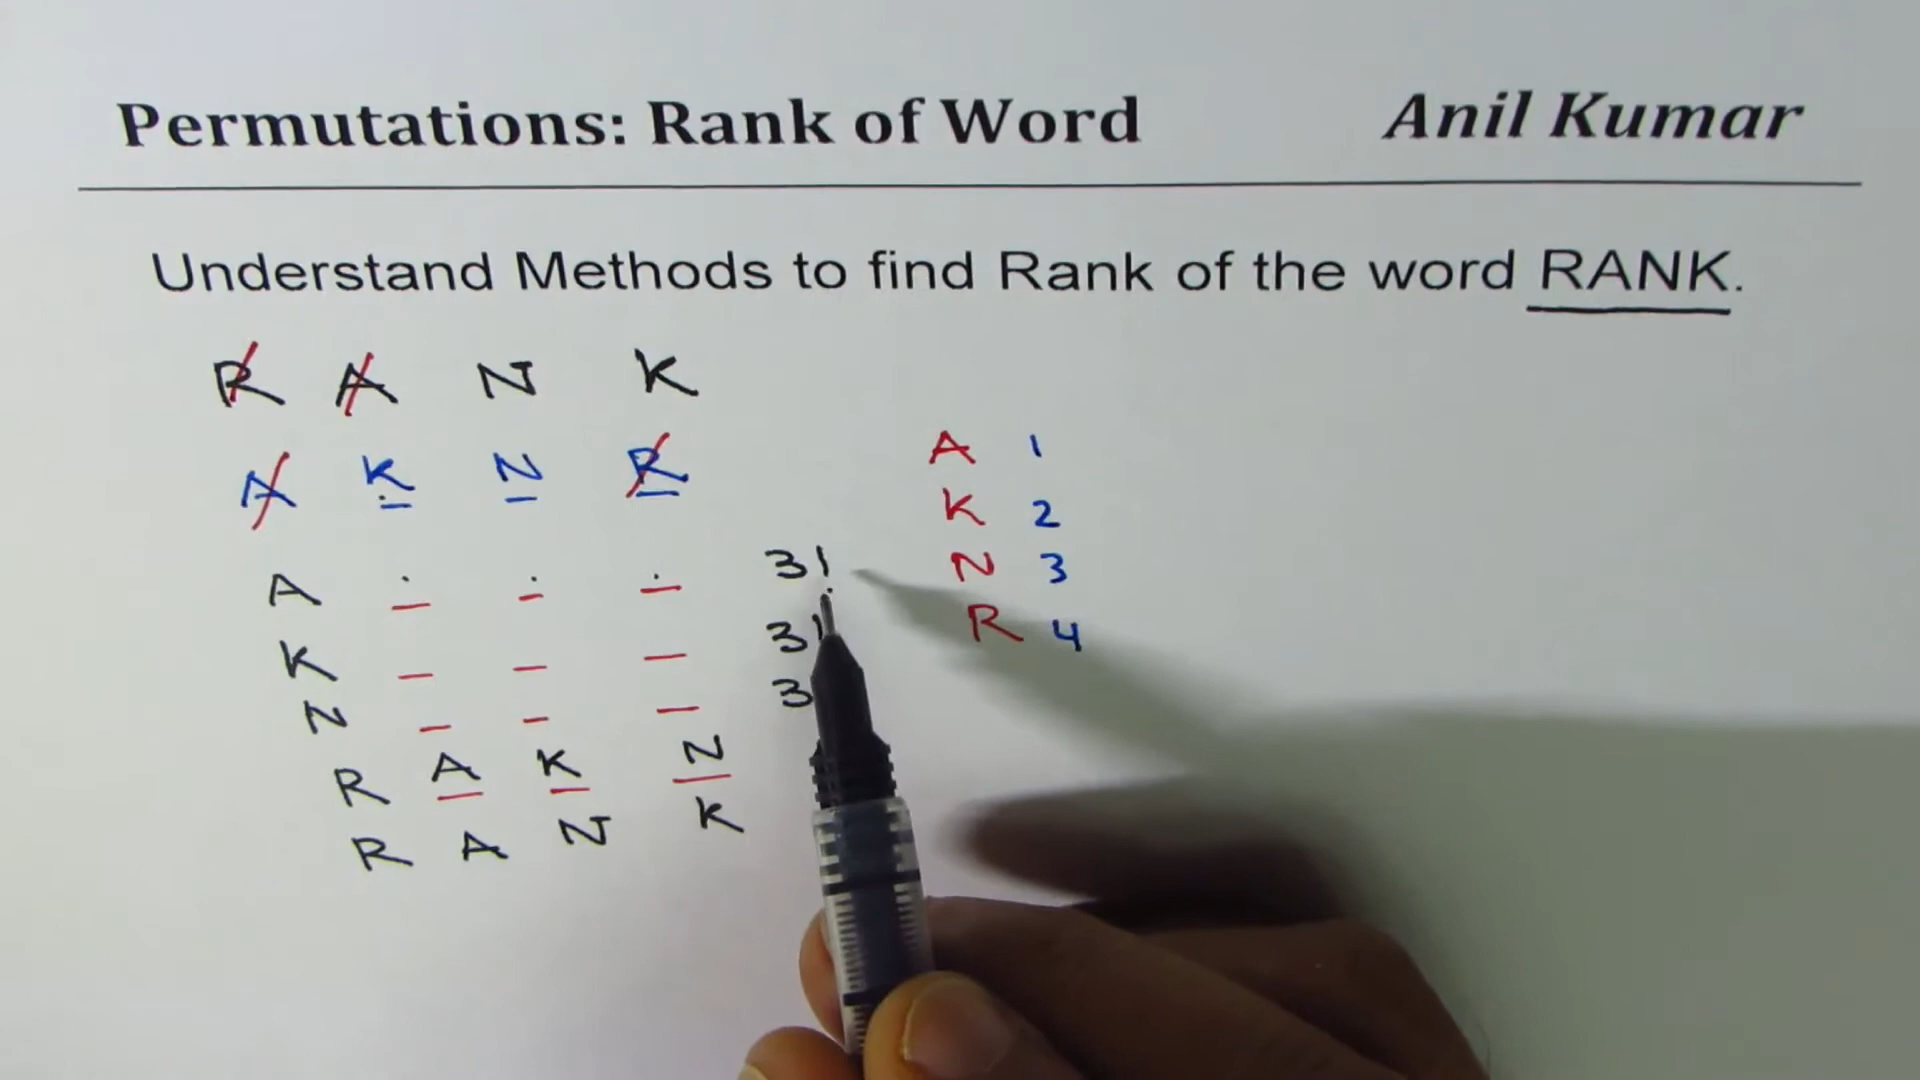 Permutations: Rank of Word Anil Kumar
Understand Methods to find Rank of the word RANK.
R A N K
A K N R
A 1
K 2
N 3
R 4
A _ _ _ 3!
K _ _ _ 3!
N _ _ _ 3
R A K N
R A N K